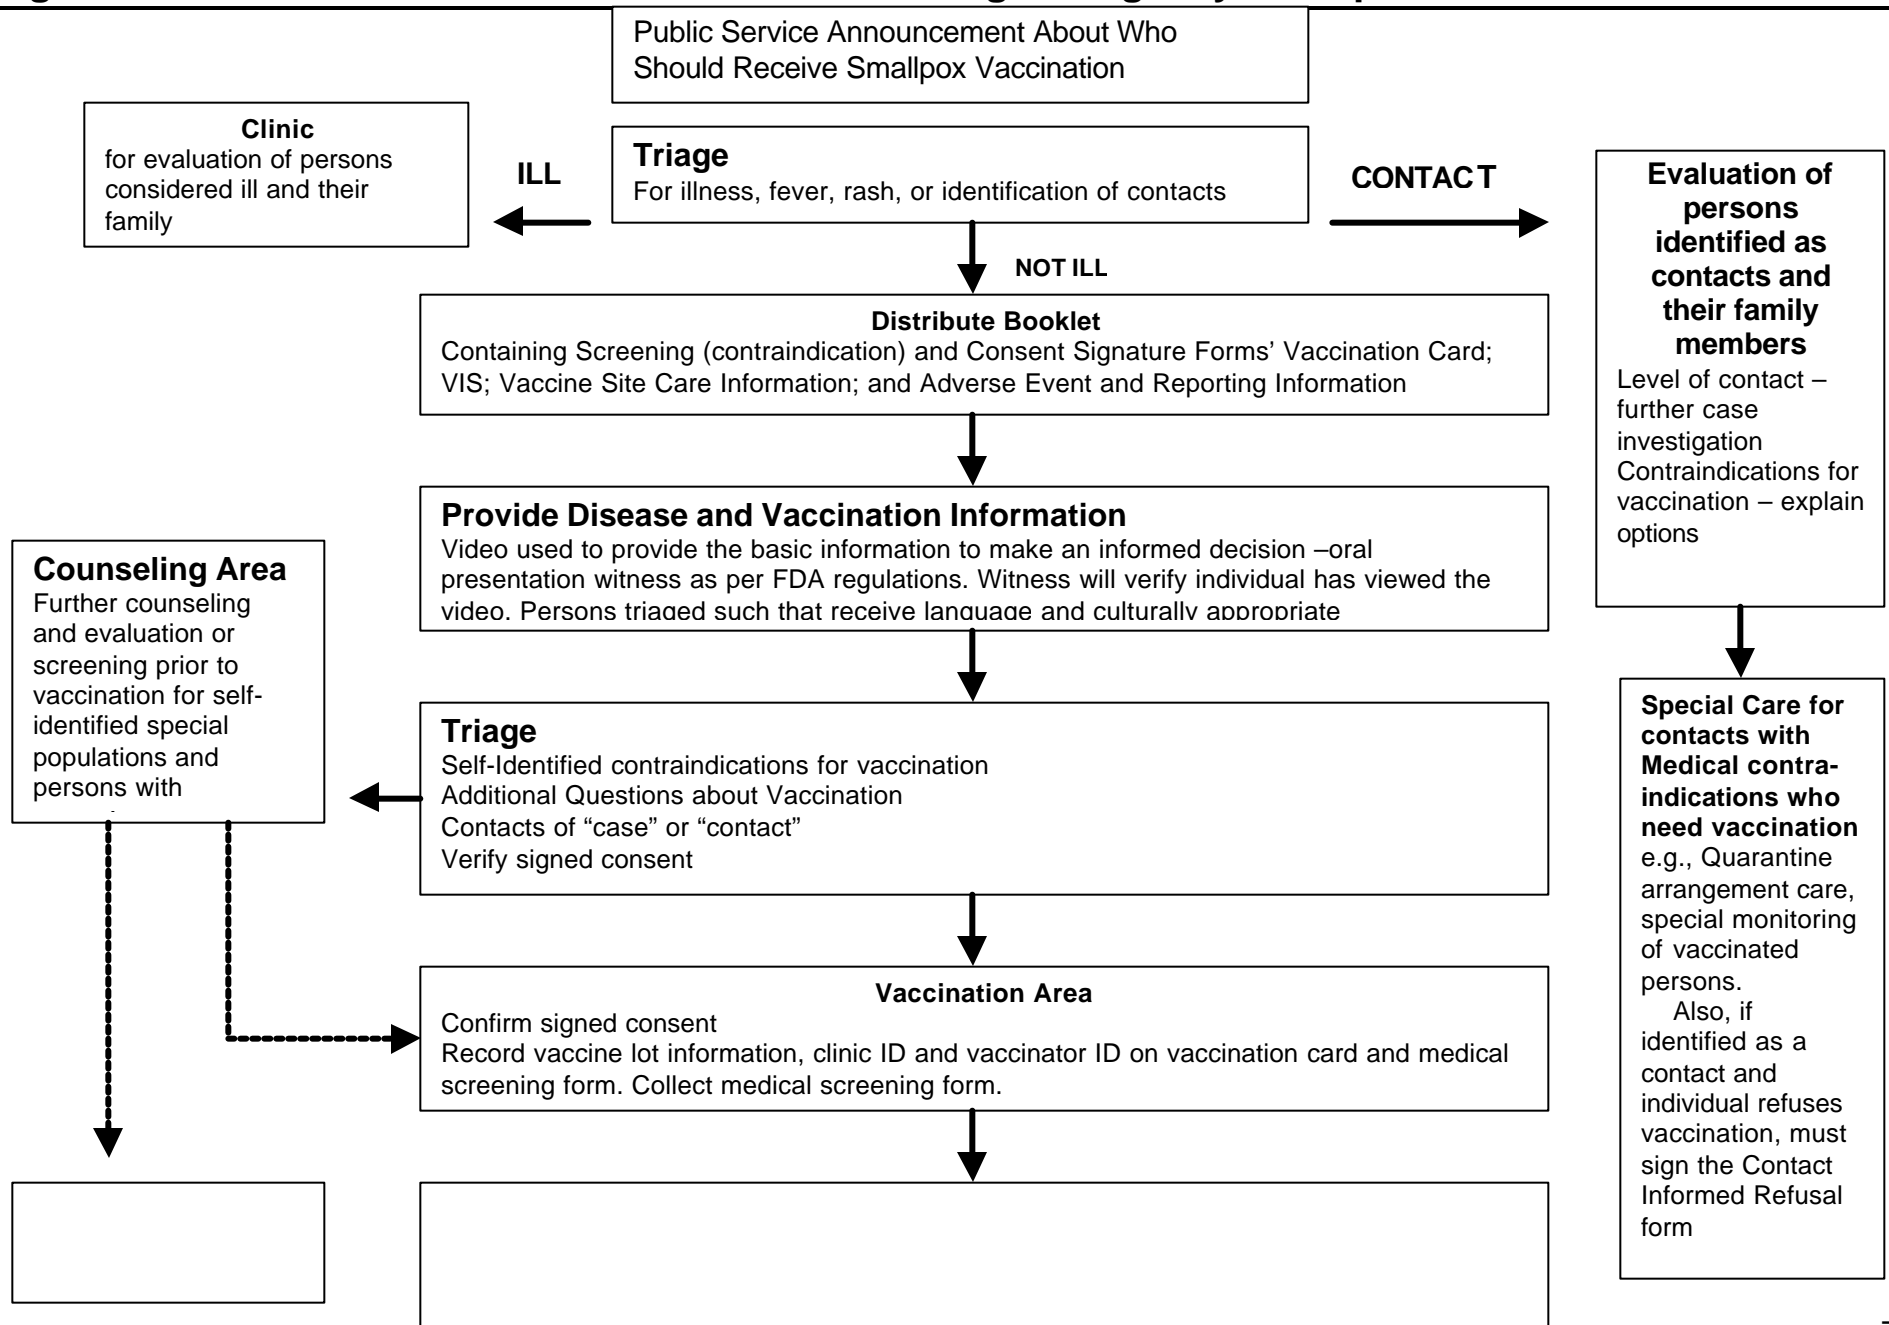 Public Service Announcement About Who
Should Receive Smallpox Vaccination
Clinic
for evaluation of persons
considered ill and their
family
ILL
Triage
For illness, fever, rash, or identification of contacts
CONTACT
NOT ILL
Evaluation of
persons
identified as
contacts and
their family
members
Level of contact –
further case
investigation
Contraindications for
vaccination – explain
options
Distribute Booklet
Containing Screening (contraindication) and Consent Signature Forms’ Vaccination Card;
VIS; Vaccine Site Care Information; and Adverse Event and Reporting Information
Provide Disease and Vaccination Information
Video used to provide the basic information to make an informed decision –oral
presentation witness as per FDA regulations. Witness will verify individual has viewed the
video. Persons triaged such that receive language and culturally appropriate
Counseling Area
Further counseling
and evaluation or
screening prior to
vaccination for self-
identified special
populations and
persons with
Triage
Self-Identified contraindications for vaccination
Additional Questions about Vaccination
Contacts of “case” or “contact”
Verify signed consent
Special Care for
contacts with
Medical contra-
indications who
need vaccination
e.g., Quarantine
arrangement care,
special monitoring
of vaccinated
persons.
Also, if
identified as a
contact and
individual refuses
vaccination, must
sign the Contact
Informed Refusal
form
Vaccination Area
Confirm signed consent
Record vaccine lot information, clinic ID and vaccinator ID on vaccination card and medical
screening form. Collect medical screening form.